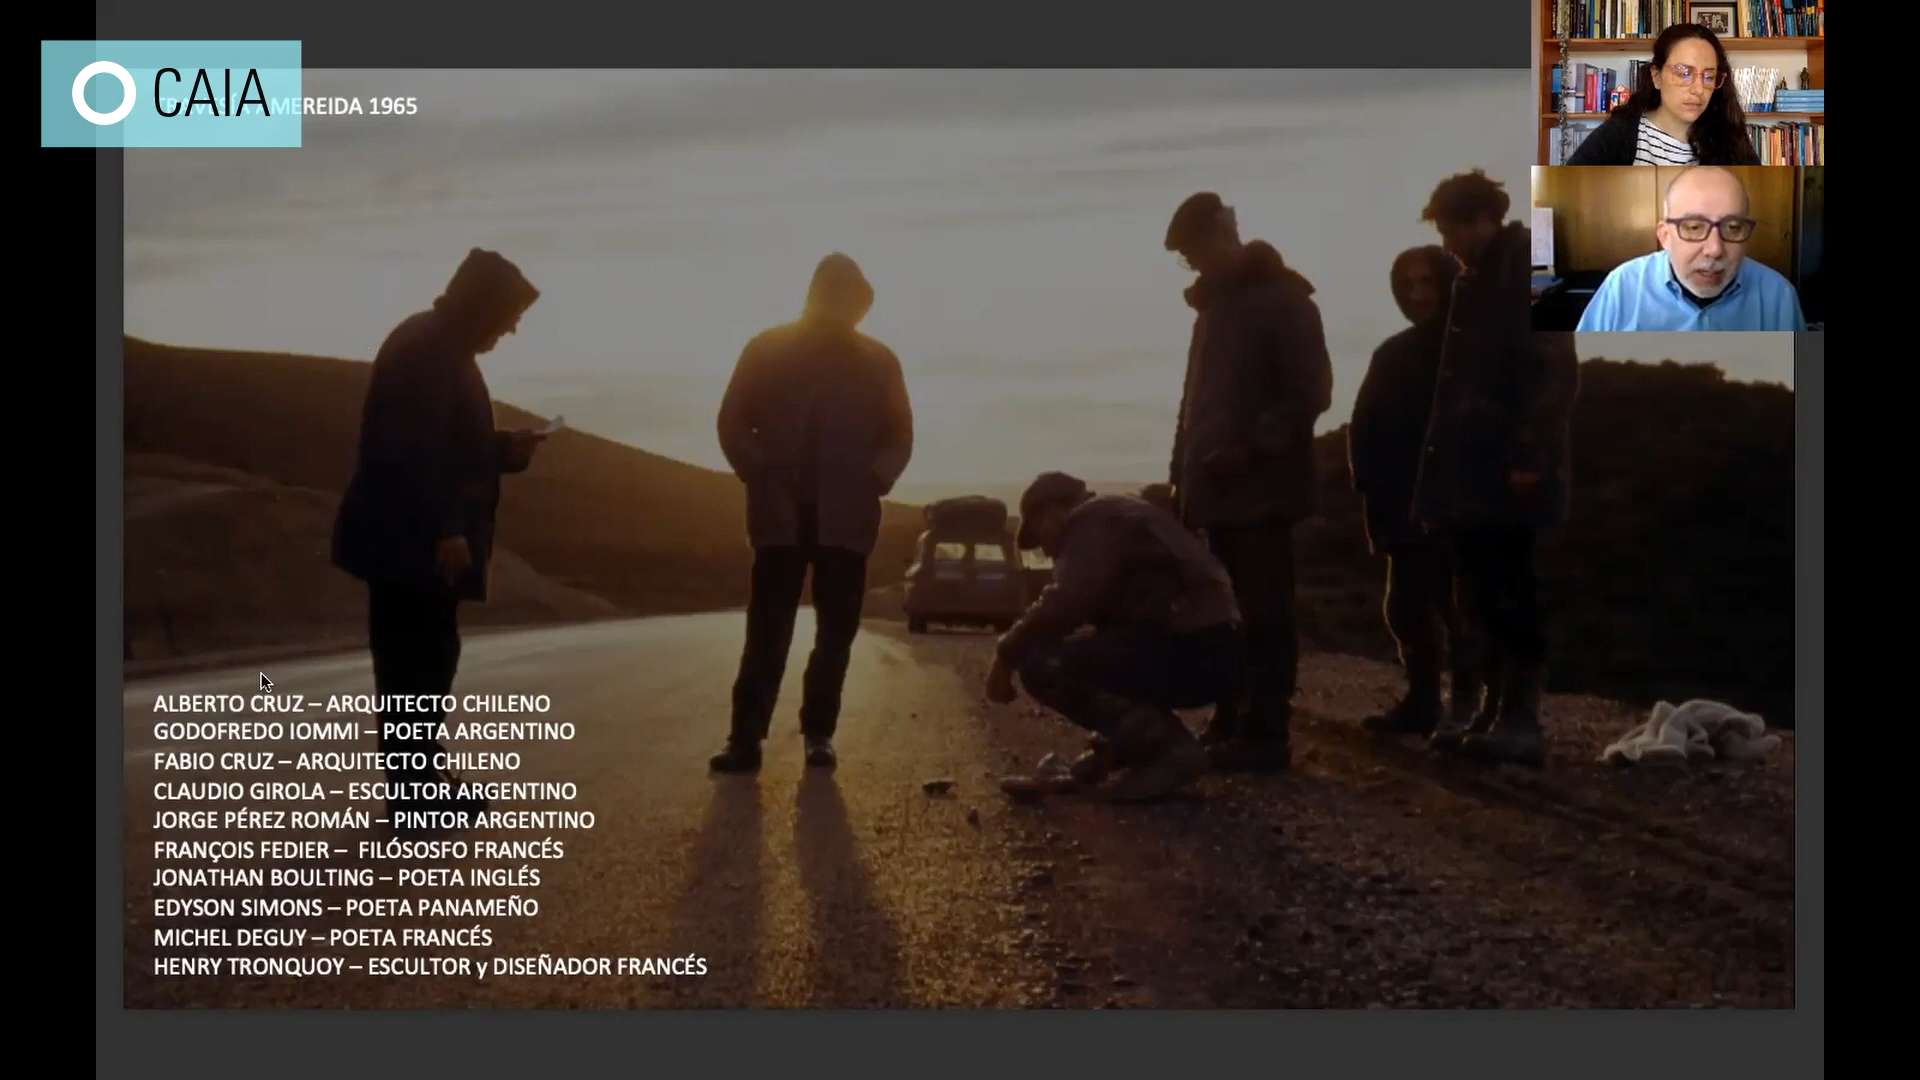 CAIA
AMEREIDA 1965
ALBERTO CRUZ – ARQUITECTO CHILENO
GODOFREDO IOMMI – POETA ARGENTINO
FABIO CRUZ – ARQUITECTO CHILENO
CLAUDIO GIROLA – ESCULTOR ARGENTINO
JORGE PÉREZ ROMÁN – PINTOR ARGENTINO
FRANÇOIS FEDIER – FILÓSOSFO FRANCÉS
JONATHAN BOULTING – POETA INGLÉS
EDYSON SIMONS – POETA PANAMEÑO
MICHEL DEGUY – POETA FRANCÉS
HENRY TRONQUOY – ESCULTOR y DISEÑADOR FRANCÉS